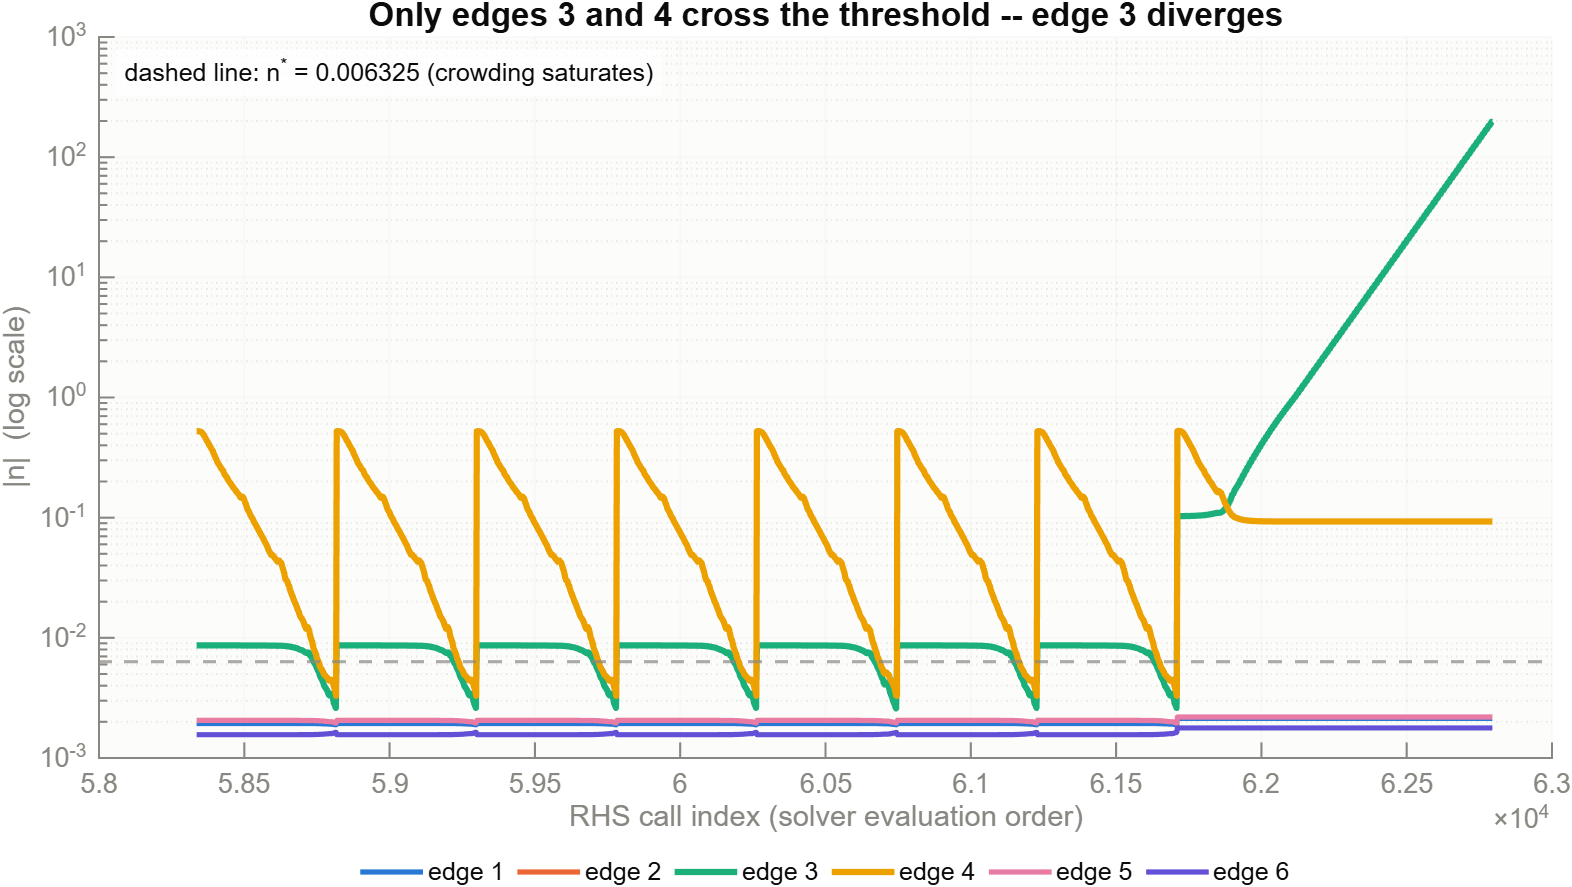 Only edges 3 and 4 cross the threshold -- edge 3 diverges
dashed line: n* = 0.006325 (crowding saturates)
|n| (log scale)
10³
10²
10¹
10⁰
10⁻¹
10⁻²
10⁻³
5.8 5.85 5.9 5.95 6 6.05 6.1 6.15 6.2 6.25 6.3
×10⁴
RHS call index (solver evaluation order)
edge 1 edge 2 edge 3 edge 4 edge 5 edge 6